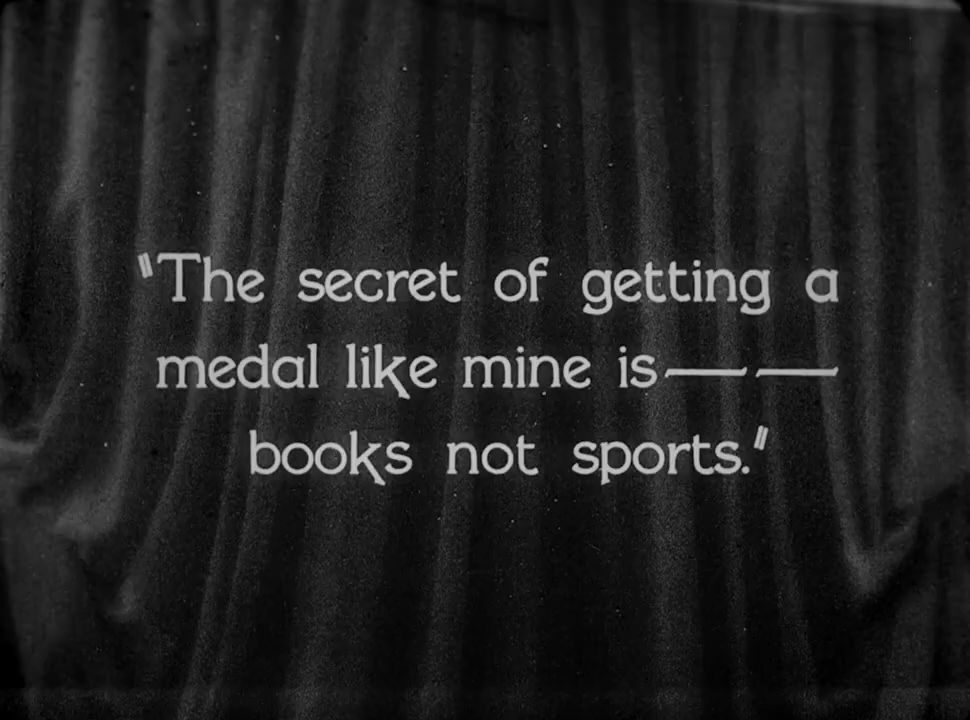 "The secret of getting a
medal like mine is— —
books not sports."